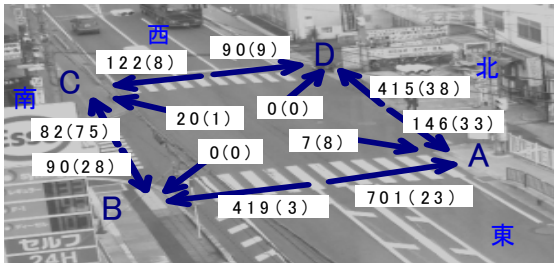 西
90(9)
D
122(8)
C
北
415(38)
南
0(0)
20(1)
146(33)
82(75)
7(8)
0(0)
A
90(28)
701(23)
419(3)
B
東
Esso
セルフ
24H